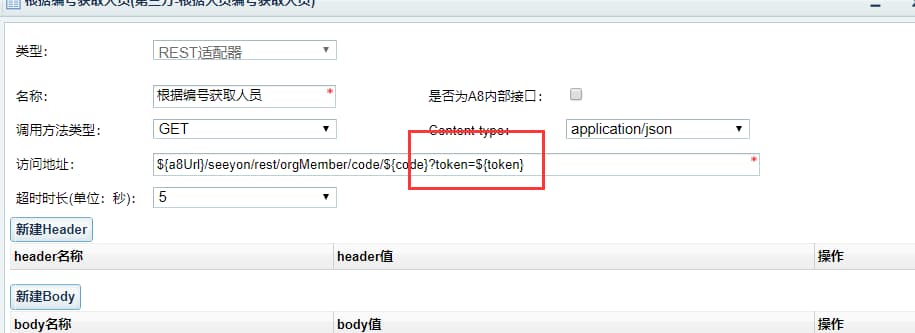 根据编号获取人员(第三方-根据人员编号获取人员)
类型：
REST适配器
名称：
根据编号获取人员
*
是否为A8内部接口：
调用方法类型：
GET
Content-type：
application/json
访问地址：
${a8Url}/seeyon/rest/orgMember/code/${code}?token=${token}
*
超时时长(单位：秒)：
5
新建Header
header名称
header值
操作
新建Body
body名称
body值
操作